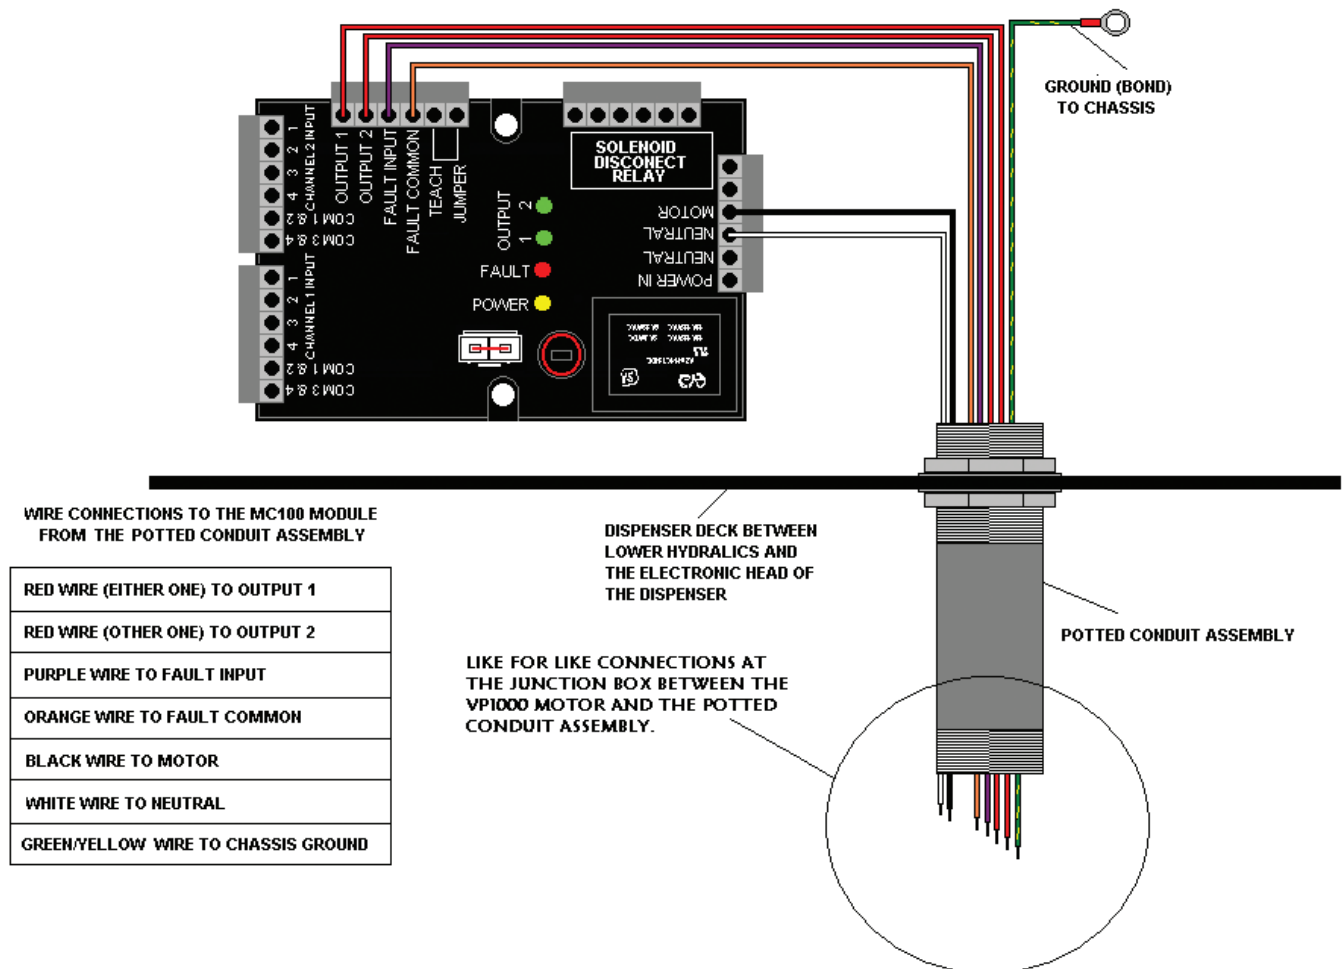 GROUND (BOND)
TO CHASSIS
1
2
3
4
COM 1 & 2
COM 3 & 4
CHANNEL 2 INPUT
1
2
3
4
COM 1 & 2
COM 3 & 4
CHANNEL 1 INPUT
OUTPUT 1
OUTPUT 2
FAULT INPUT
FAULT COMMON
TEACH
JUMPER
SOLENOID
DISCONECT
RELAY
MOTOR
NEUTRAL
NEUTRAL
POWER IN
OUTPUT
2
1
FAULT
POWER
WIRE CONNECTIONS TO THE MC100 MODULE
FROM THE POTTED CONDUIT ASSEMBLY
RED WIRE (EITHER ONE) TO OUTPUT 1
RED WIRE (OTHER ONE) TO OUTPUT 2
PURPLE WIRE TO FAULT INPUT
ORANGE WIRE TO FAULT COMMON
BLACK WIRE TO MOTOR
WHITE WIRE TO NEUTRAL
GREEN/YELLOW WIRE TO CHASSIS GROUND
DISPENSER DECK BETWEEN
LOWER HYDRALICS AND
THE ELECTRONIC HEAD OF
THE DISPENSER
POTTED CONDUIT ASSEMBLY
LIKE FOR LIKE CONNECTIONS AT
THE JUNCTION BOX BETWEEN THE
VP1000 MOTOR AND THE POTTED
CONDUIT ASSEMBLY.